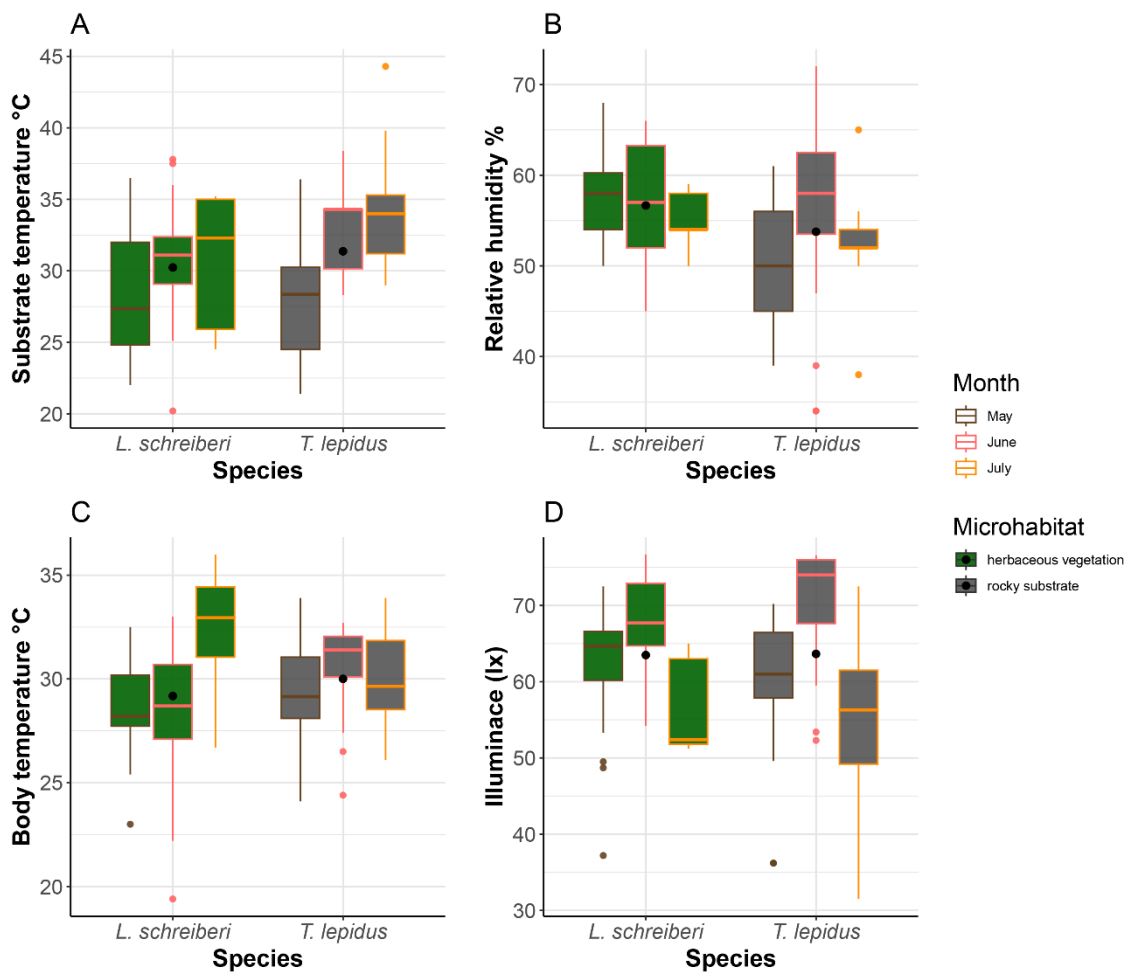 A
Substrate temperature °C
45
40
35
30
25
20
L. schreiberi
T. lepidus
Species
B
Relative humidity %
70
60
50
40
L. schreiberi
T. lepidus
Species
C
Body temperature °C
35
30
25
20
L. schreiberi
T. lepidus
Species
D
Illuminace (lx)
70
60
50
40
30
L. schreiberi
T. lepidus
Species
Month
May
June
July
Microhabitat
herbaceous vegetation
rocky substrate